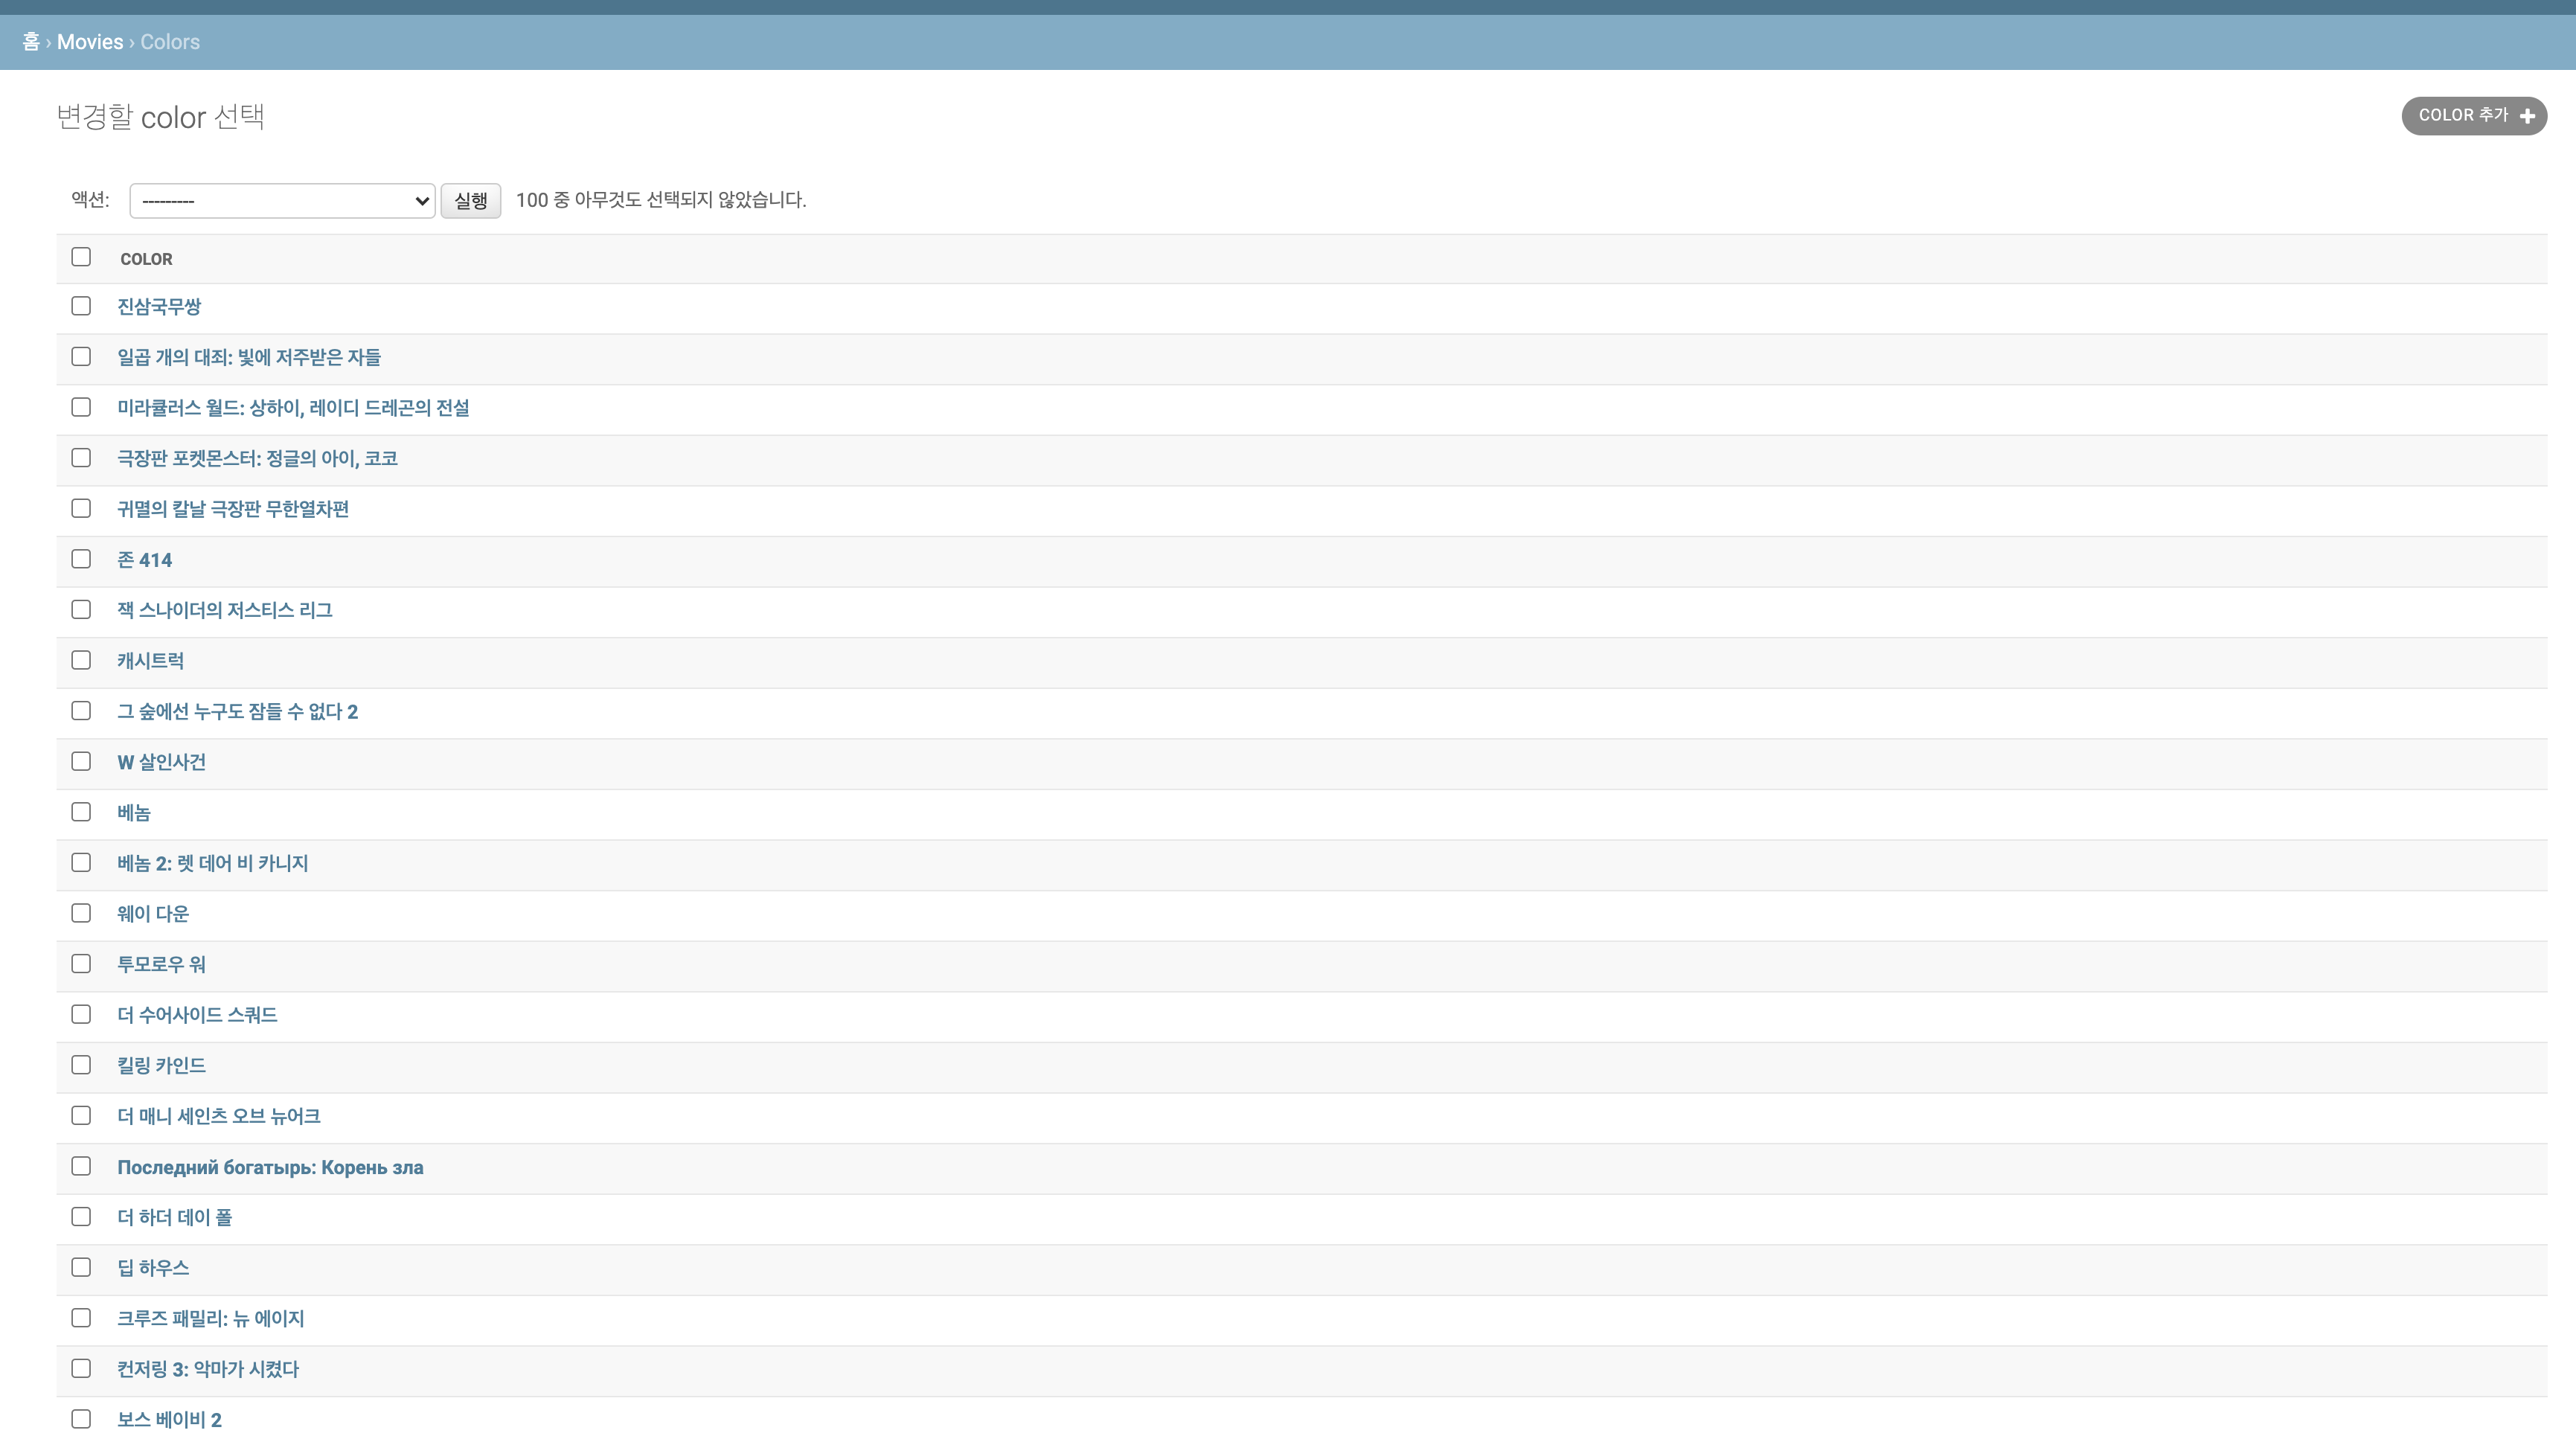 홈 › Movies › Colors
변경할 color 선택
COLOR 추가
액션: --------- 실행 100 중 아무것도 선택되지 않았습니다.
COLOR
진삼국무쌍
일곱 개의 대죄: 빛에 저주받은 자들
미라큘러스 월드: 상하이, 레이디 드레곤의 전설
극장판 포켓몬스터: 정글의 아이, 코코
귀멸의 칼날 극장판 무한열차편
존 414
잭 스나이더의 저스티스 리그
캐시트럭
그 숲에선 누구도 잠들 수 없다 2
W 살인사건
베놈
베놈 2: 렛 데어 비 카니지
웨이 다운
투모로우 워
더 수어사이드 스쿼드
킬링 카인드
더 매니 세인츠 오브 뉴어크
Последний богатырь: Корень зла
더 하더 데이 폴
딥 하우스
크루즈 패밀리: 뉴 에이지
컨저링 3: 악마가 시켰다
보스 베이비 2